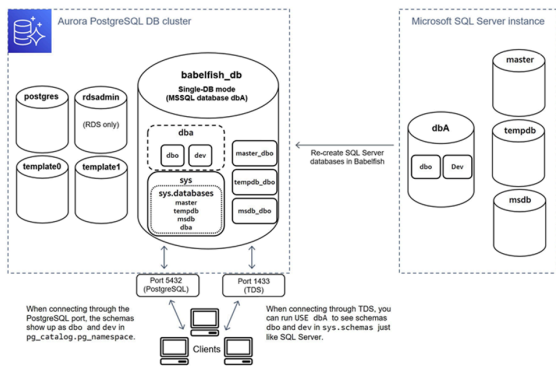 Aurora PostgreSQL DB cluster
Microsoft SQL Server instance
babelfish_db
Single-DB mode
(MSSQL database dbA)
postgres
rdsadmin
(RDS only)
template0
template1
dba
dbo
dev
sys
sys.databases
master
tempdb
msdb
dba
master_dbo
tempdb_dbo
msdb_dbo
Re-create SQL Server
databases in Babelfish
dbA
dbo
Dev
master
tempdb
msdb
Port 5432
(PostgreSQL)
Port 1433
(TDS)
When connecting through the
PostgreSQL port, the schemas
show up as dbo and dev in
pg_catalog.pg_namespace.
When connecting through TDS, you
can run USE dbA to see schemas
dbo and dev in sys.schemas just
like SQL Server.
Clients